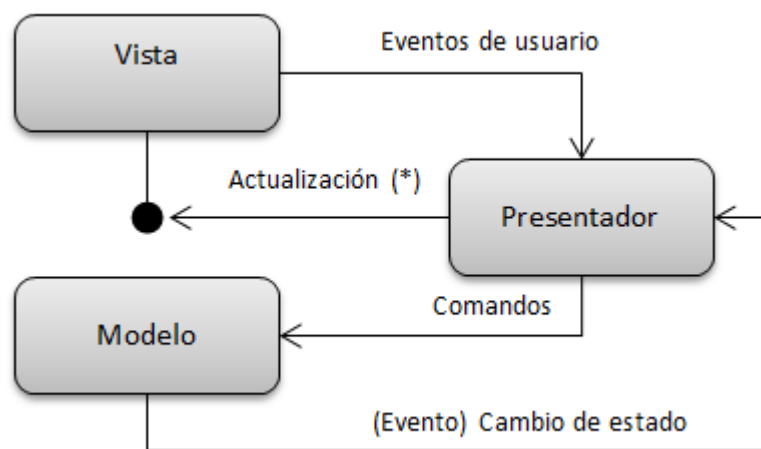 Vista
Eventos de usuario
Actualización (*)
Presentador
Comandos
Modelo
(Evento) Cambio de estado